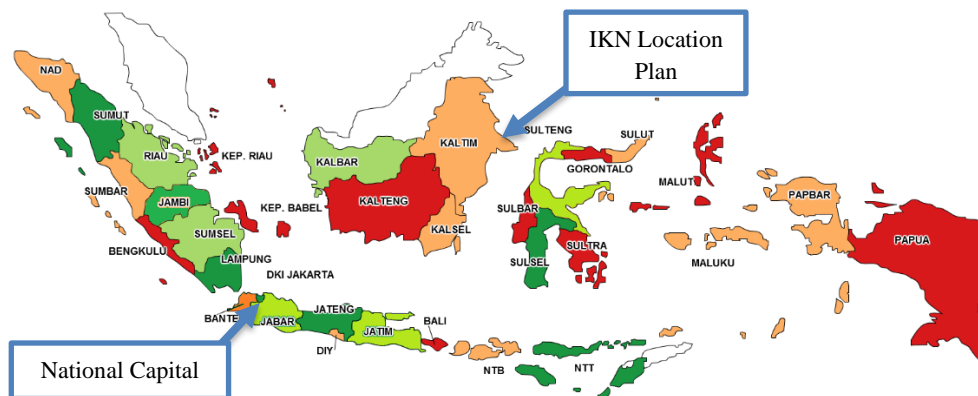 IKN Location
Plan
NAD
SUMUT
SULTENG
SULUT
KALTIM
RIAU
KEP. RIAU
KALBAR
GORONTALO
MALUT
SUMBAR
PAPBAR
JAMBI
KALTENG
KEP. BABEL
SULBAR
SUMSEL
KALSEL
BENGKULU
SULTRA
PAPUA
LAMPUNG
SULSEL
MALUKU
DKI JAKARTA
JATENG
BANTE
JABAR
JATIM
BALI
DIY
NTB
NTT
National Capital